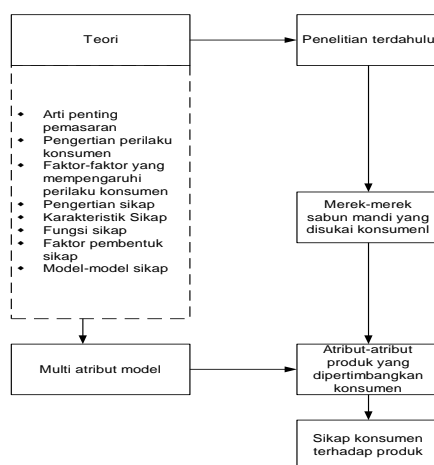 Teori
Penelitian terdahulu
Arti penting
pemasaran
Pengertian perilaku
konsumen
Faktor-faktor yang
mempengaruhi
perilaku konsumen
Pengertian sikap
Karakteristik Sikap
Fungsi sikap
Faktor pembentuk
sikap
Model-model sikap
Merek-merek
sabun mandi yang
disukai konsumenl
Multi atribut model
Atribut-atribut
produk yang
dipertimbangkan
konsumen
Sikap konsumen
terhadap produk